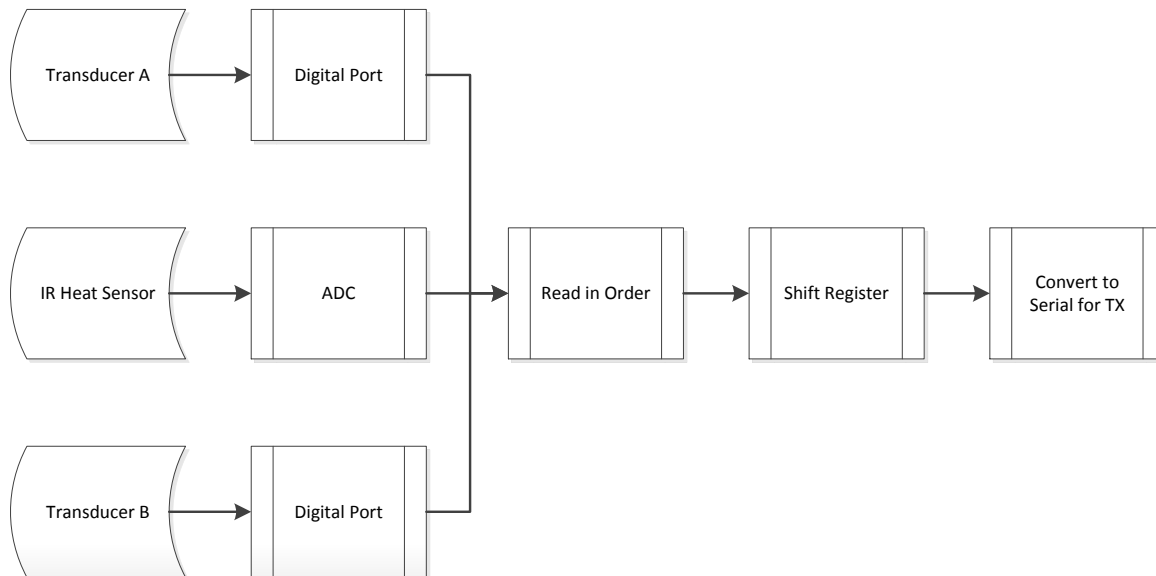 Transducer A
Digital Port
IR Heat Sensor
ADC
Read in Order
Shift Register
Convert to
Serial for TX
Transducer B
Digital Port